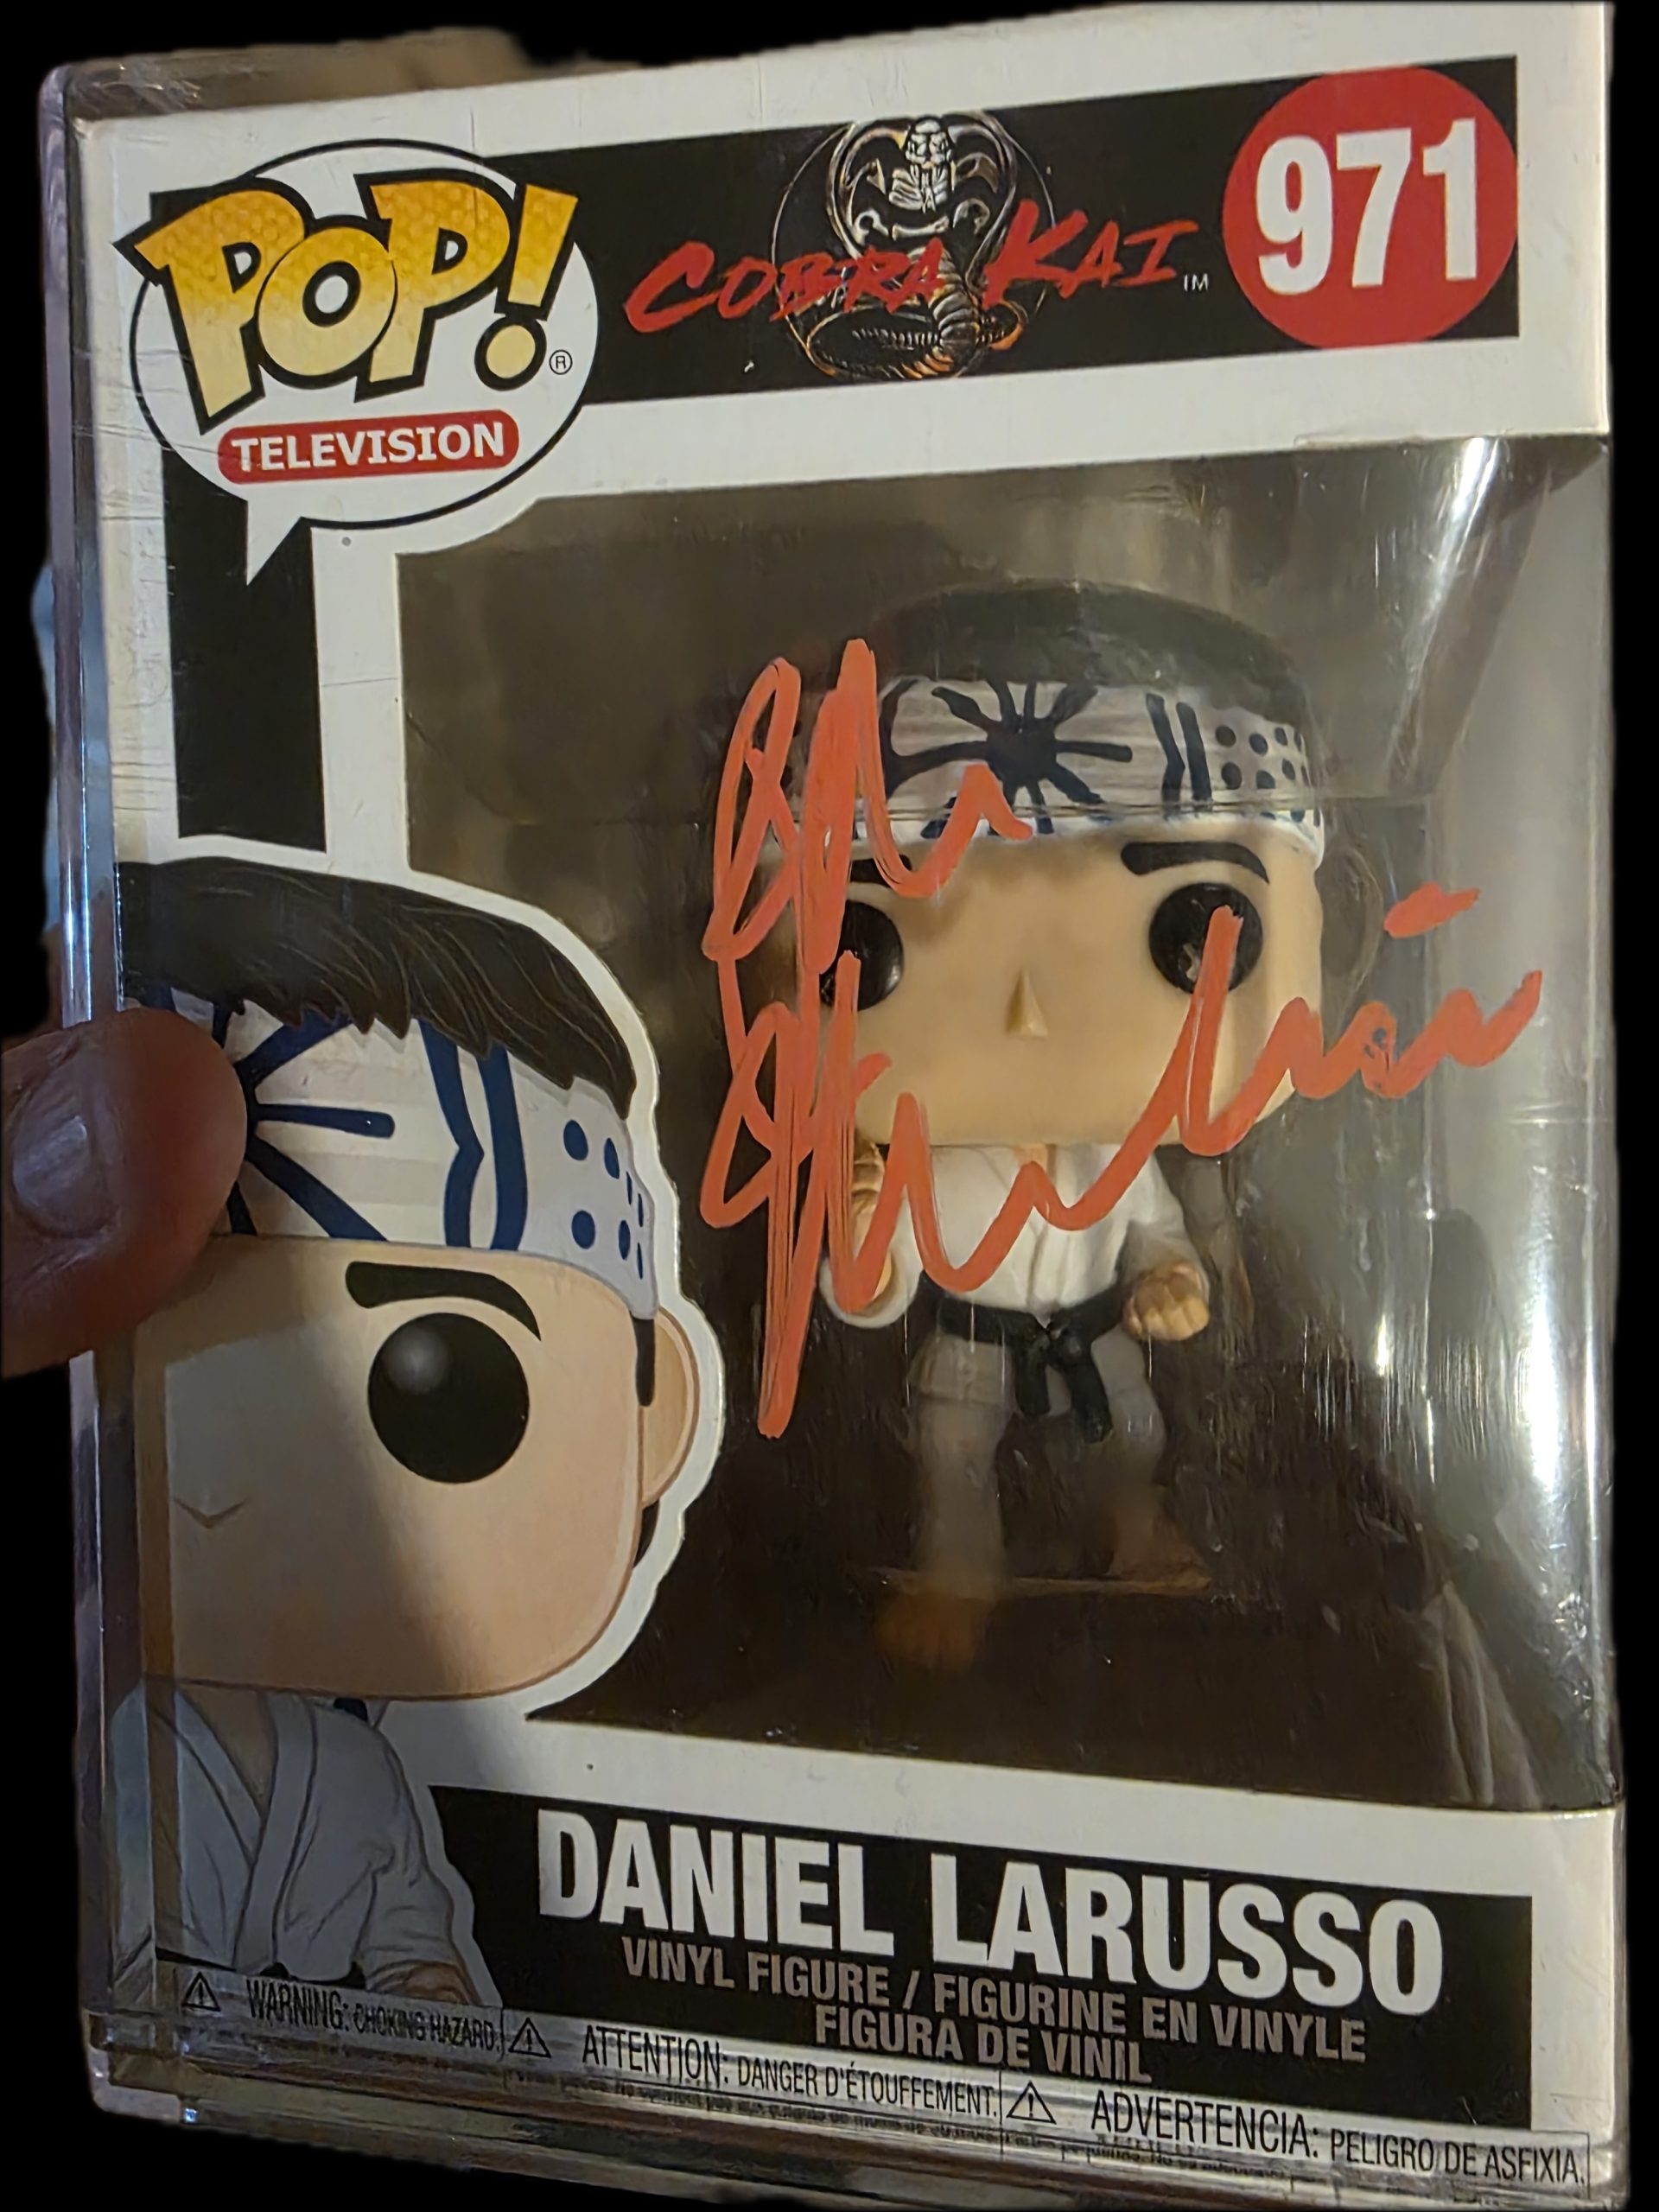 POP!®
TELEVISION
COBRA KAI™
971
DANIEL LARUSSO
VINYL FIGURE / FIGURINE EN VINYLE
FIGURA DE VINIL
WARNING: CHOKING HAZARD.
ATTENTION: DANGER D'ÉTOUFFEMENT.
ADVERTENCIA: PELIGRO DE ASFIXIA.